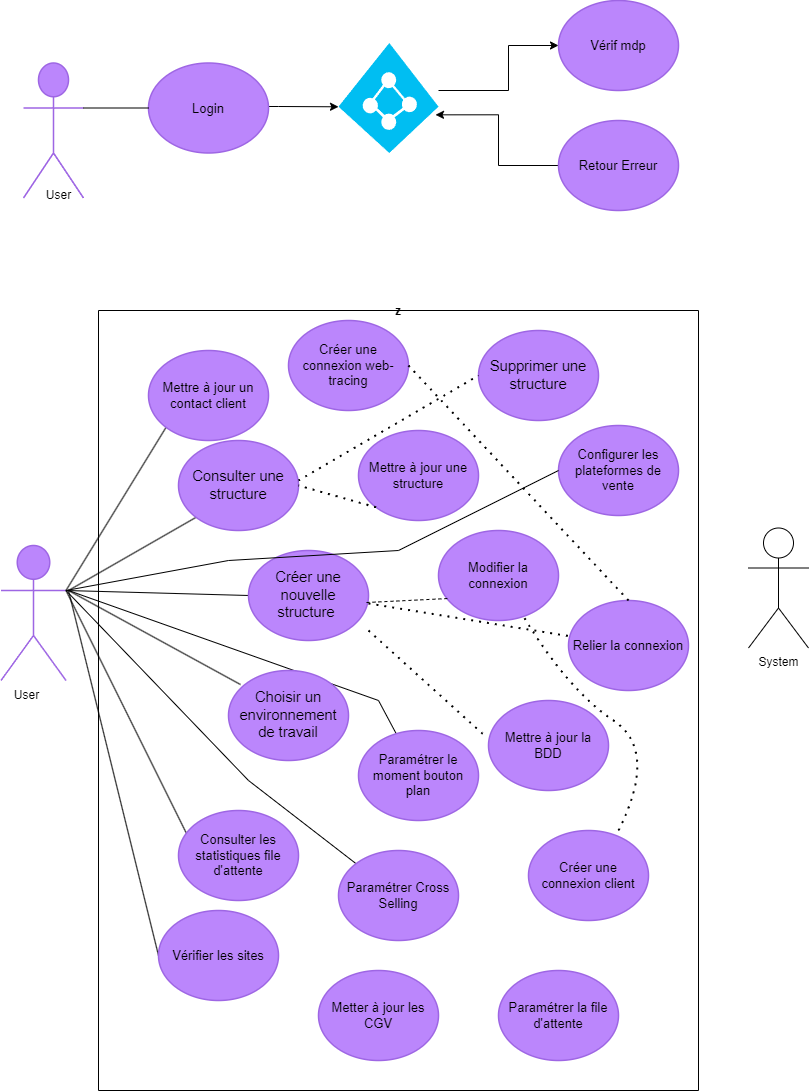 Vérif mdp
Login
Retour Erreur
User
z
Créer une
connexion web-
tracing
Supprimer une
structure
Mettre à jour un
contact client
Configurer les
plateformes de
vente
Consulter une
structure
Mettre à jour une
structure
Modifier la
connexion
Créer une
nouvelle
structure
Relier la connexion
System
User
Choisir un
environnement
de travail
Mettre à jour la
BDD
Paramétrer le
moment bouton
plan
Consulter les
statistiques file
d'attente
Créer une
connexion client
Paramétrer Cross
Selling
Vérifier les sites
Metter à jour les
CGV
Paramétrer la file
d'attente